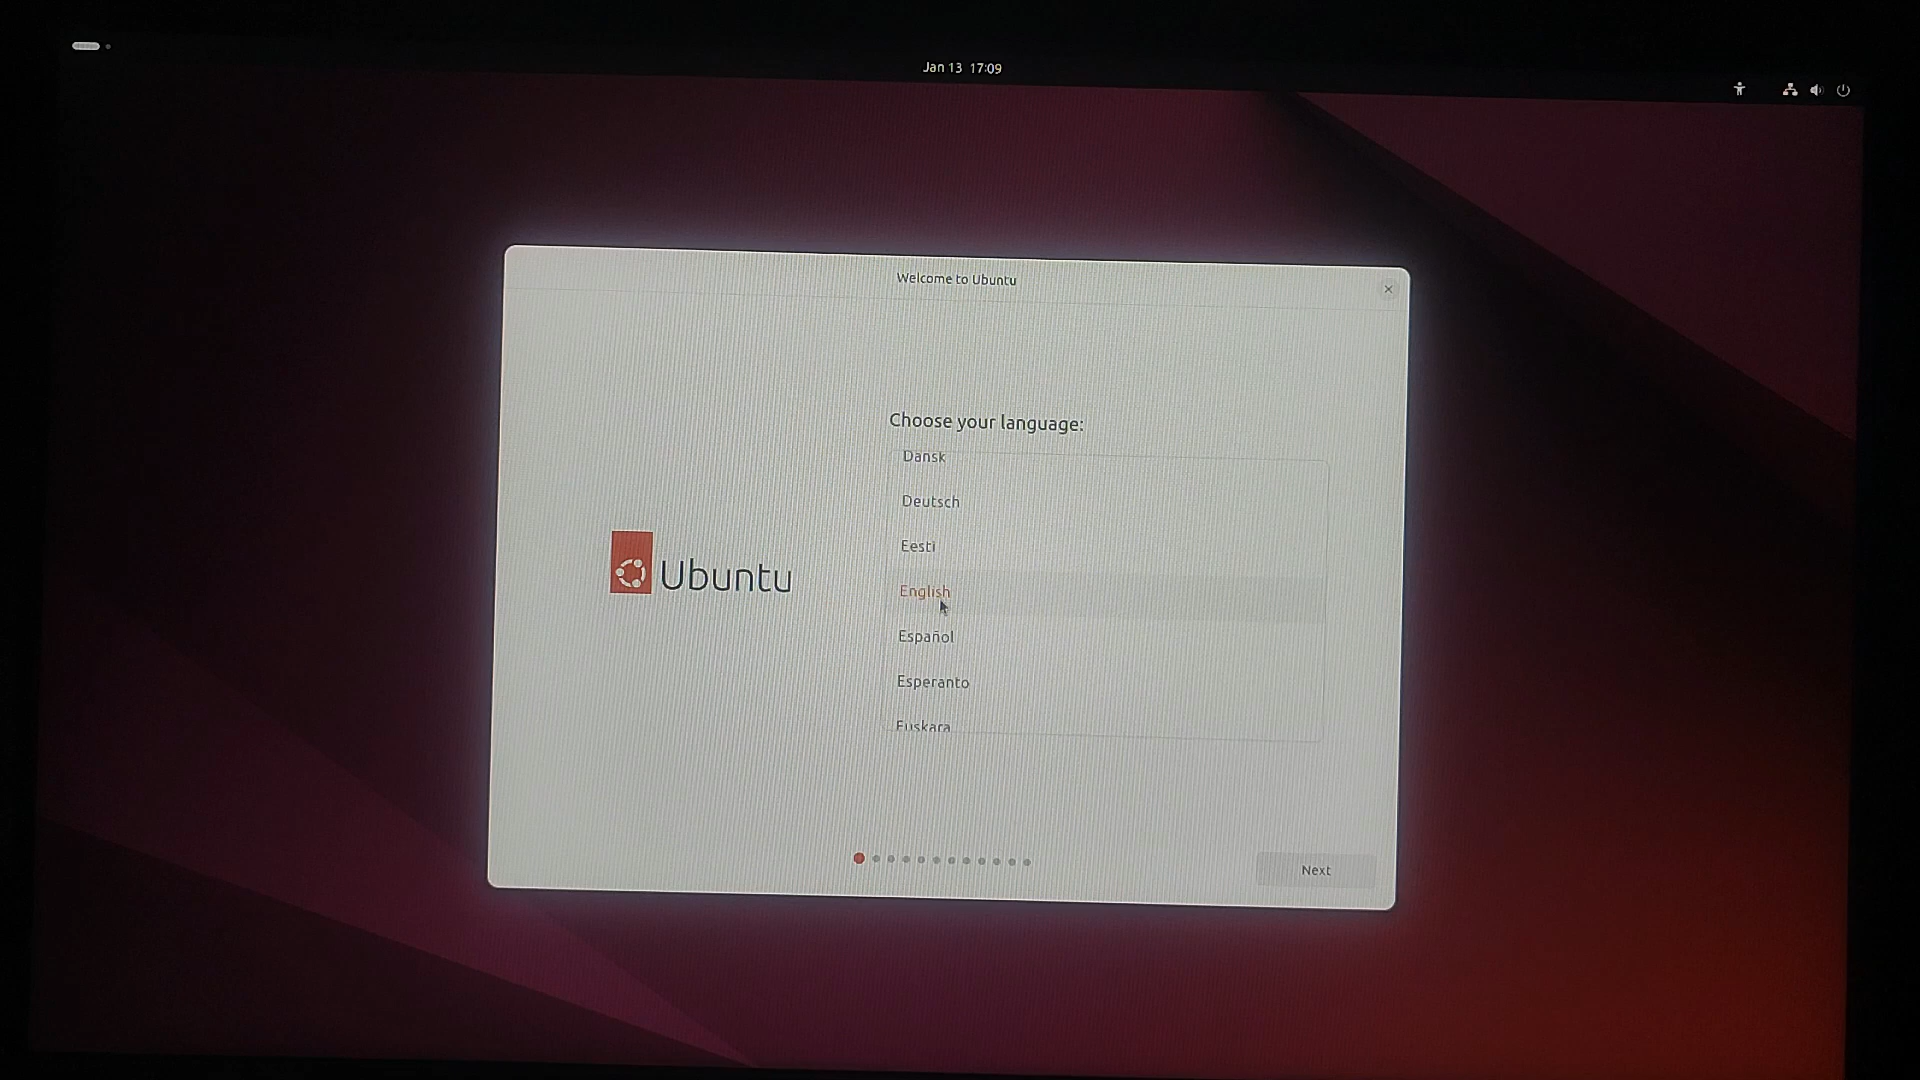 Jan 13 17:09
Welcome to Ubuntu
Choose your language:
Dansk
Deutsch
Eesti
English
Español
Esperanto
Euskara
Ubuntu
Next